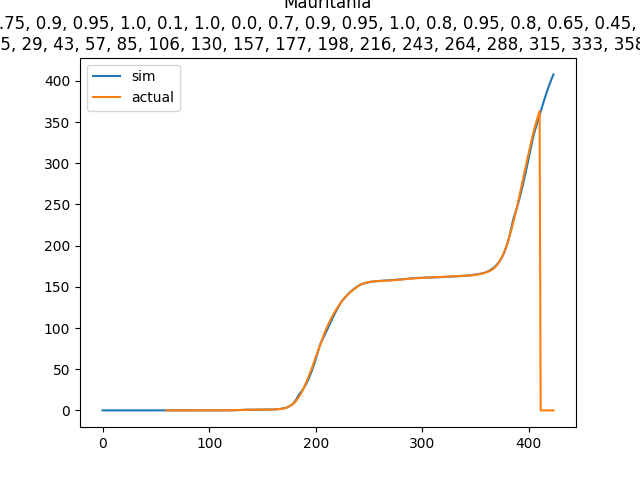 Mauritania
.75, 0.9, 0.95, 1.0, 0.1, 1.0, 0.0, 0.7, 0.9, 0.95, 1.0, 0.8, 0.95, 0.8, 0.65, 0.45,
5, 29, 43, 57, 85, 106, 130, 157, 177, 198, 216, 243, 264, 288, 315, 333, 358
sim
actual
400
350
300
250
200
150
100
50
0
0 100 200 300 400